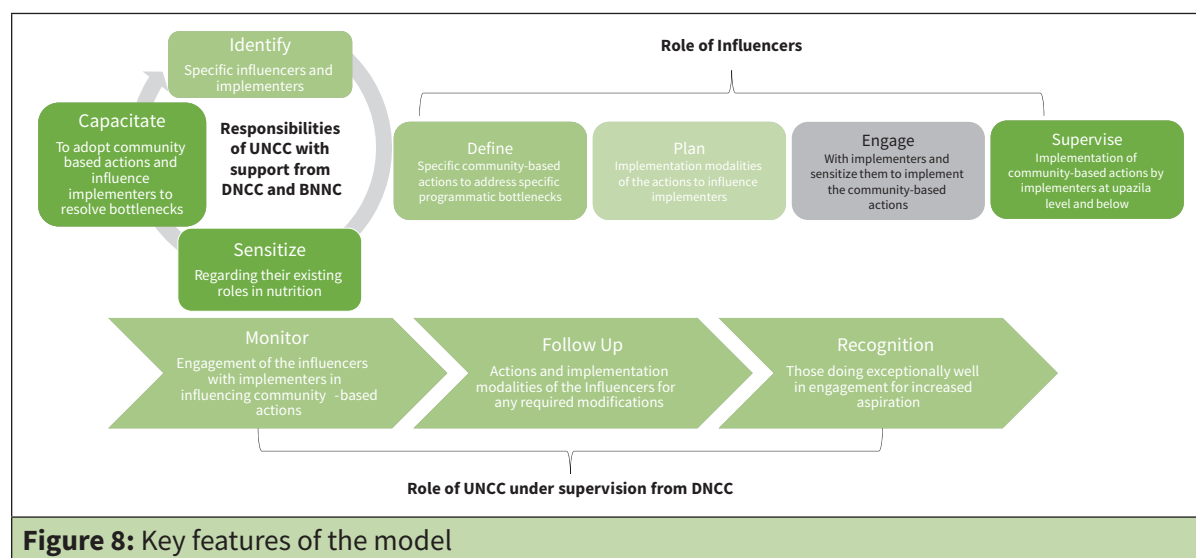 Identify
Specific influencers and
implementers
Capacitate
To adopt community
based actions and
influence
implementers to
resolve bottlenecks
Responsibilities
of UNCC with
support from
DNCC and BNNC
Sensitize
Regarding their existing
roles in nutrition
Role of Influencers
Define
Specific community-based
actions to address specific
programmatic bottlenecks
Plan
Implementation modalities
of the actions to influence
implementers
Engage
With implementers and
sensitize them to implement
the community-based
actions
Supervise
Implementation of
community-based actions by
implementers at upazila
level and below
Monitor
Engagement of the influencers
with implementers in
influencing community -based
actions
Follow Up
Actions and implementation
modalities of the Influencers for
any required modifications
Recognition
Those doing exceptionally well
in engagement for increased
aspiration
Role of UNCC under supervision from DNCC
Figure 8: Key features of the model